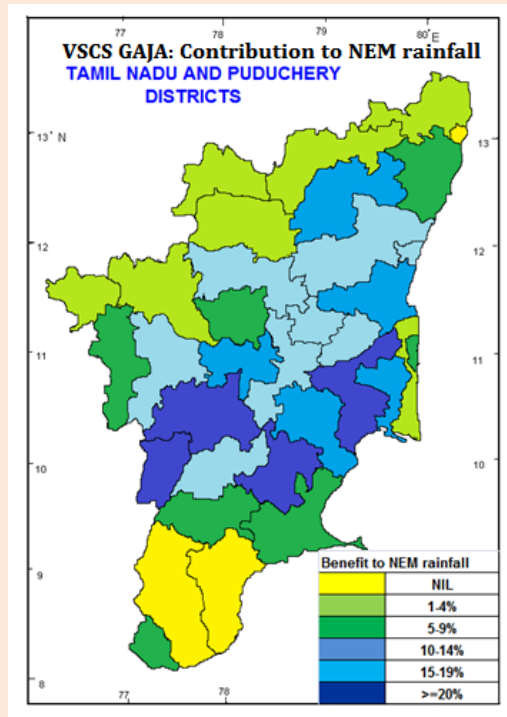 77 78 79 80 E
VSCS GAJA: Contribution to NEM rainfall
TAMIL NADU AND PUDUCHERY
DISTRICTS
13° N 13
12 12
11 11
10 10
Benefit to NEM rainfall
NIL
9 1-4% 9
5-9%
10-14%
15-19%
8 >=20% 8
77 78